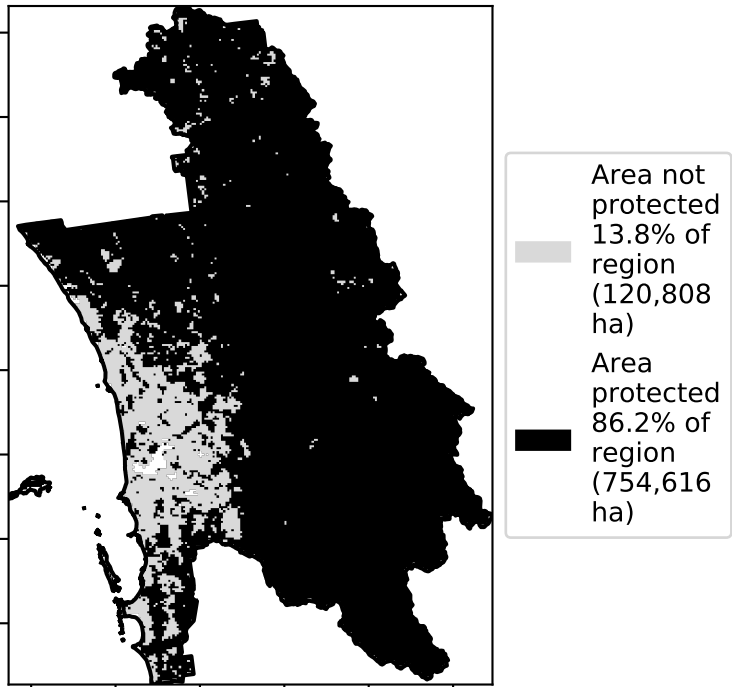 Area not
protected
13.8% of
region
(120,808
ha)
Area
protected
86.2% of
region
(754,616
ha)